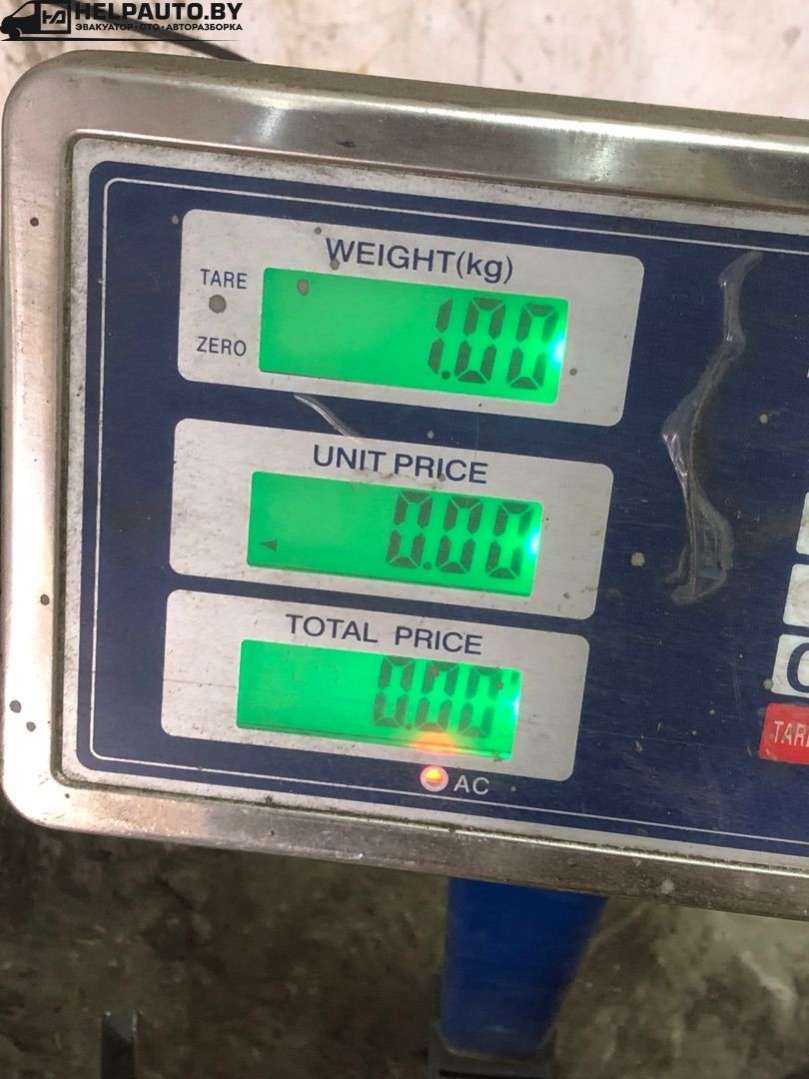 HELPAUTO.BY
ЭВАКУАТОР·СТО·АВТОРАЗБОРКА
WEIGHT(kg)
TARE
1.00
ZERO
UNIT PRICE
0.00
TOTAL PRICE
0.00
TARE
AC